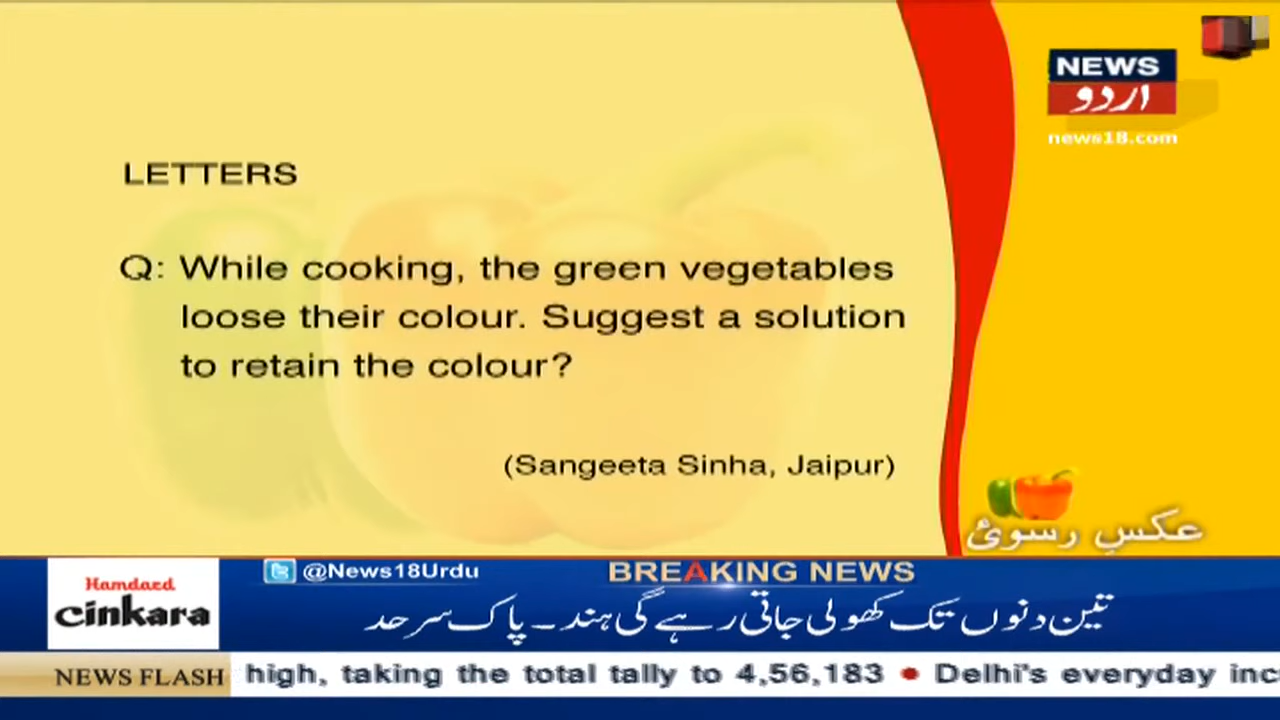 NEWS
اردو
news18.com
LETTERS
Q: While cooking, the green vegetables
loose their colour. Suggest a solution
to retain the colour?
(Sangeeta Sinha, Jaipur)
عکسِ رسوئ
Hamdard
cinkara
@News18Urdu
BREAKING NEWS
تین دنوں تک کھولی جاتی رہے گی ہند۔پاک سرحد
NEWS FLASH
high, taking the total tally to 4,56,183 • Delhi's everyday inc